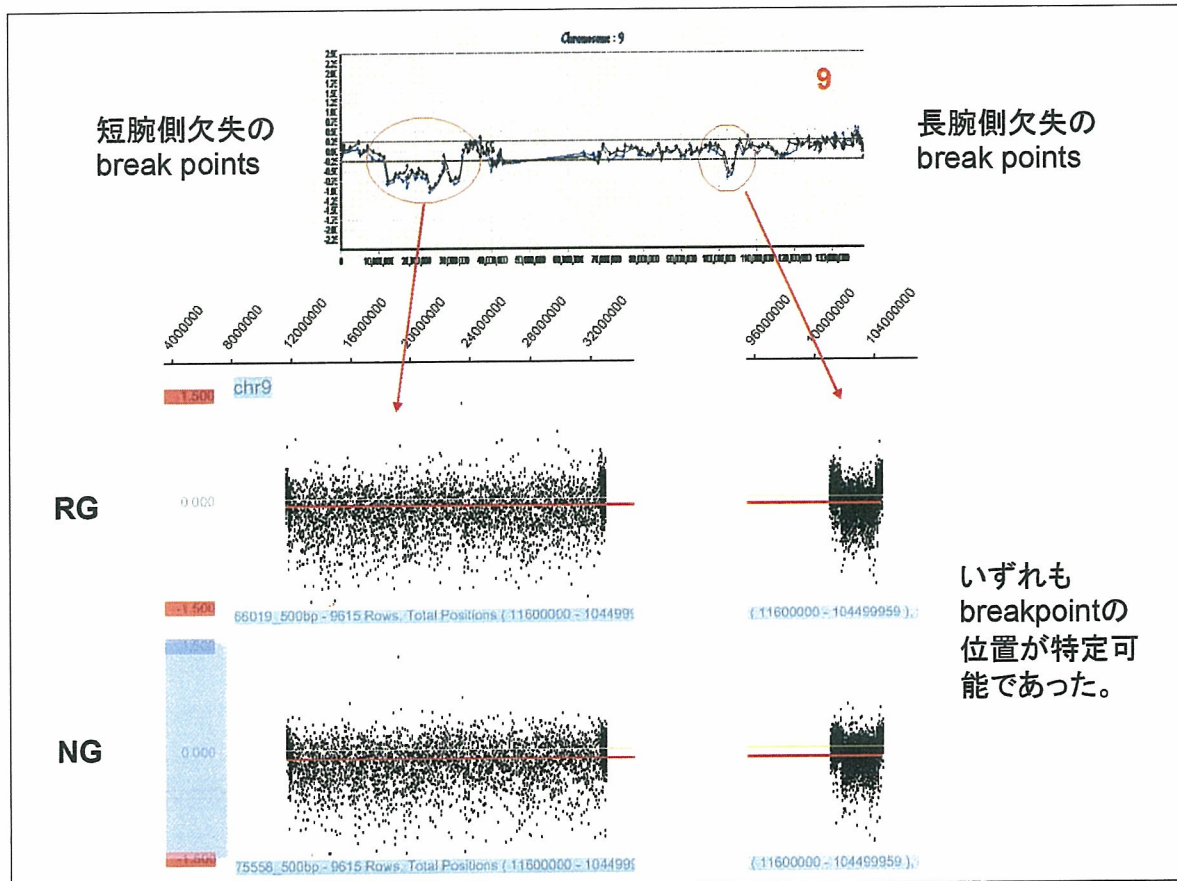 Chromosome : 9
9
短腕側欠失の
break points
長腕側欠失の
break points
4000000
8000000
12000000
16000000
20000000
24000000
28000000
32000000
96000000
100000000
104000000
chr9
1.500
0.000
-1.500
RG
66019_500bp - 9615 Rows, Total Positions ( 11600000 - 1044999
( 11600000 - 104499959 ),
いずれも
breakpointの
位置が特定可
能であった。
1.500
0.000
-1.500
NG
75558_500bp - 9615 Rows, Total Positions ( 11600000 - 1044999
( 11600000 - 104499959 ),